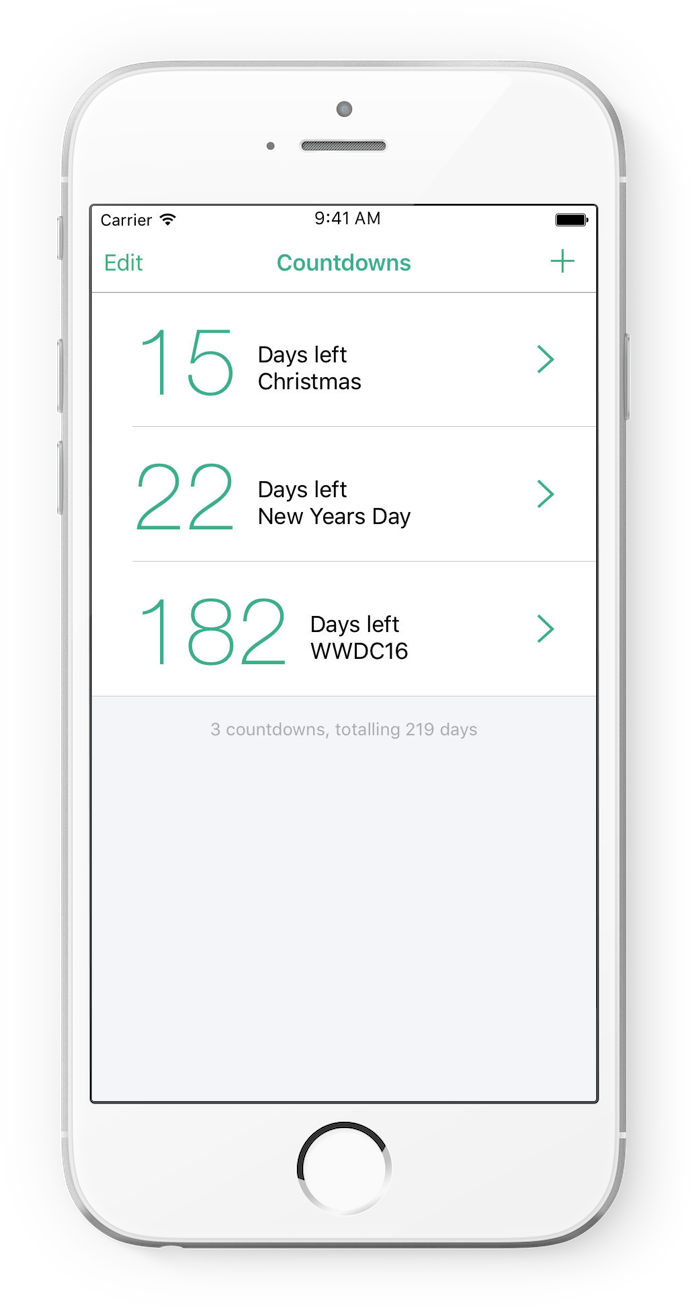 Carrier 9:41 AM
Edit Countdowns +
15 Days left
Christmas
22 Days left
New Years Day
182 Days left
WWDC16
3 countdowns, totalling 219 days